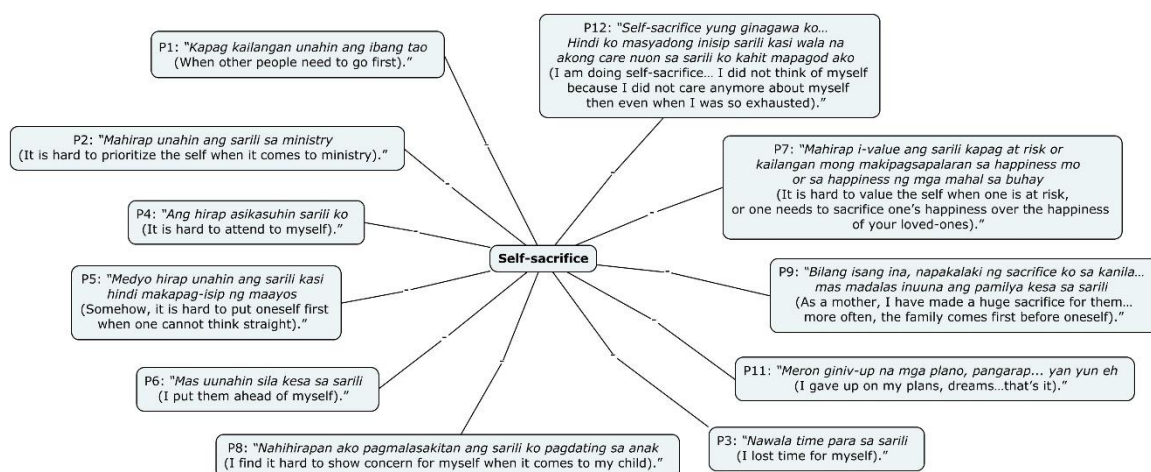 P1: “Kapag kailangan unahin ang ibang tao
(When other people need to go first).”
P12: “Self-sacrifice yung ginagawa ko…
Hindi ko masyadong inisip sarili kasi wala na
akong care nuon sa sarili ko kahit mapagod ako
(I am doing self-sacrifice… I did not think of myself
because I did not care anymore about myself
then even when I was so exhausted).”
P2: “Mahirap unahin ang sarili sa ministry
(It is hard to prioritize the self when it comes to ministry).”
P7: “Mahirap i-value ang sarili kapag at risk or
kailangan mong makipagsapalaran sa happiness mo
or sa happiness ng mga mahal sa buhay
(It is hard to value the self when one is at risk,
or one needs to sacrifice one’s happiness over the happiness
of your loved-ones).”
P4: “Ang hirap asikasuhin sarili ko
(It is hard to attend to myself).”
Self-sacrifice
P5: “Medyo hirap unahin ang sarili kasi
hindi makapag-isip ng maayos
(Somehow, it is hard to put oneself first
when one cannot think straight).”
P9: “Bilang isang ina, napakalaki ng sacrifice ko sa kanila…
mas madalas inuuna ang pamilya kesa sa sarili
(As a mother, I have made a huge sacrifice for them…
more often, the family comes first before oneself).”
P6: “Mas uunahin sila kesa sa sarili
(I put them ahead of myself).”
P11: “Meron giniv-up na mga plano, pangarap... yan yun eh
(I gave up on my plans, dreams…that’s it).”
P8: “Nahihirapan ako pagmalasakitan ang sarili ko pagdating sa anak
(I find it hard to show concern for myself when it comes to my child).”
P3: “Nawala time para sa sarili
(I lost time for myself).”